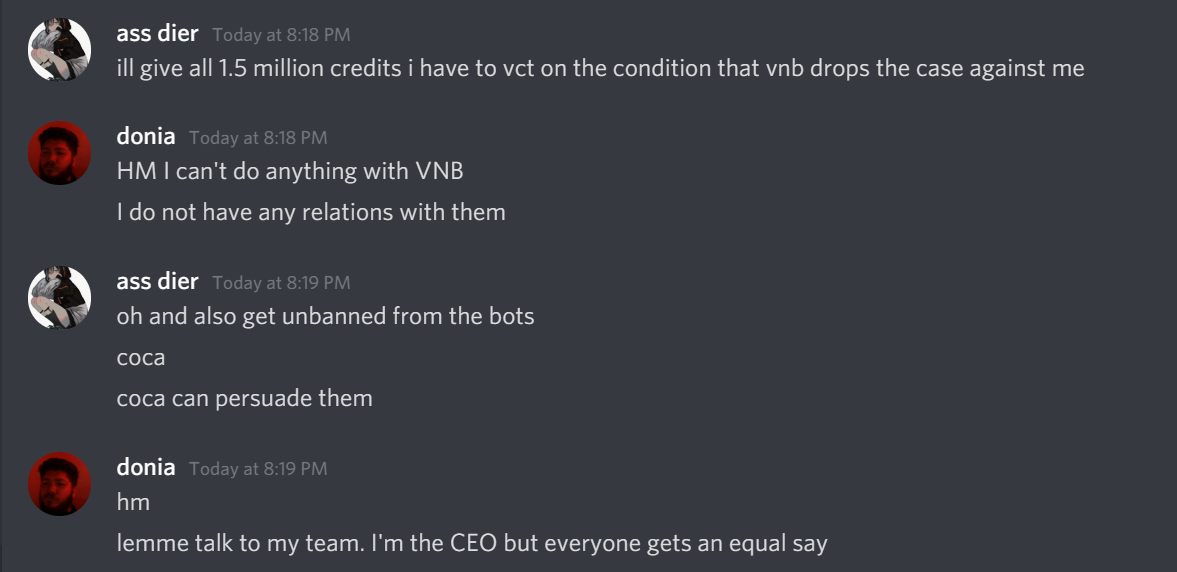 ass dier Today at 8:18 PM
ill give all 1.5 million credits i have to vct on the condition that vnb drops the case against me
donia Today at 8:18 PM
HM I can't do anything with VNB
I do not have any relations with them
ass dier Today at 8:19 PM
oh and also get unbanned from the bots
coca
coca can persuade them
donia Today at 8:19 PM
hm
lemme talk to my team. I'm the CEO but everyone gets an equal say